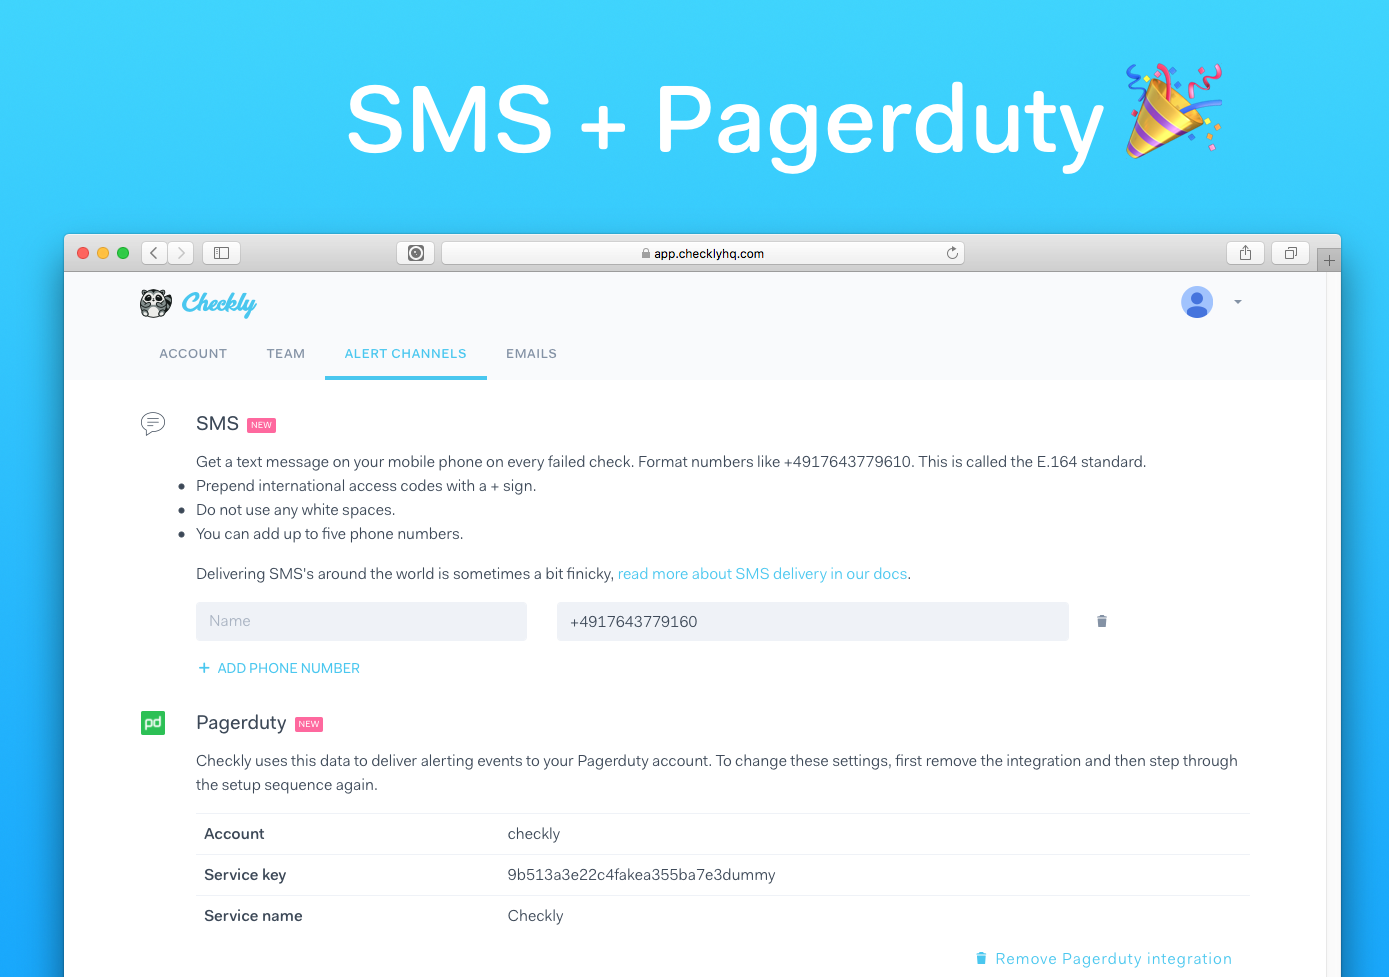 SMS + Pagerduty
app.checklyhq.com
Checkly
ACCOUNT TEAM ALERT CHANNELS EMAILS
SMS NEW
Get a text message on your mobile phone on every failed check. Format numbers like +4917643779610. This is called the E.164 standard.
Prepend international access codes with a + sign.
Do not use any white spaces.
You can add up to five phone numbers.
Delivering SMS's around the world is sometimes a bit finicky, read more about SMS delivery in our docs.
Name +4917643779160
+ ADD PHONE NUMBER
pd Pagerduty NEW
Checkly uses this data to deliver alerting events to your Pagerduty account. To change these settings, first remove the integration and then step through
the setup sequence again.
Account checkly
Service key 9b513a3e22c4fakea355ba7e3dummy
Service name Checkly
Remove Pagerduty integration